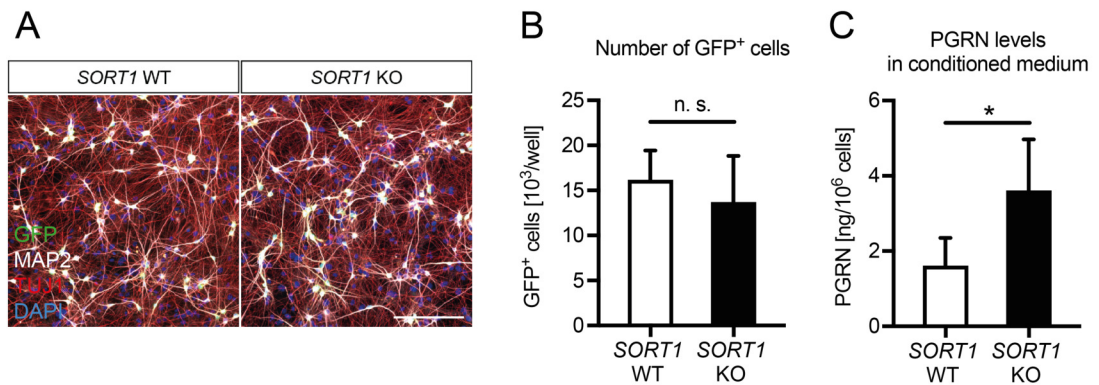 A
SORT1 WT
SORT1 KO
GFP
MAP2
TUJ1
DAPI
B
Number of GFP⁺ cells
n. s.
GFP⁺ cells [10³/well]
25
20
15
10
5
0
SORT1
WT
SORT1
KO
C
PGRN levels
in conditioned medium
*
PGRN [ng/10⁶ cells]
6
4
2
0
SORT1
WT
SORT1
KO